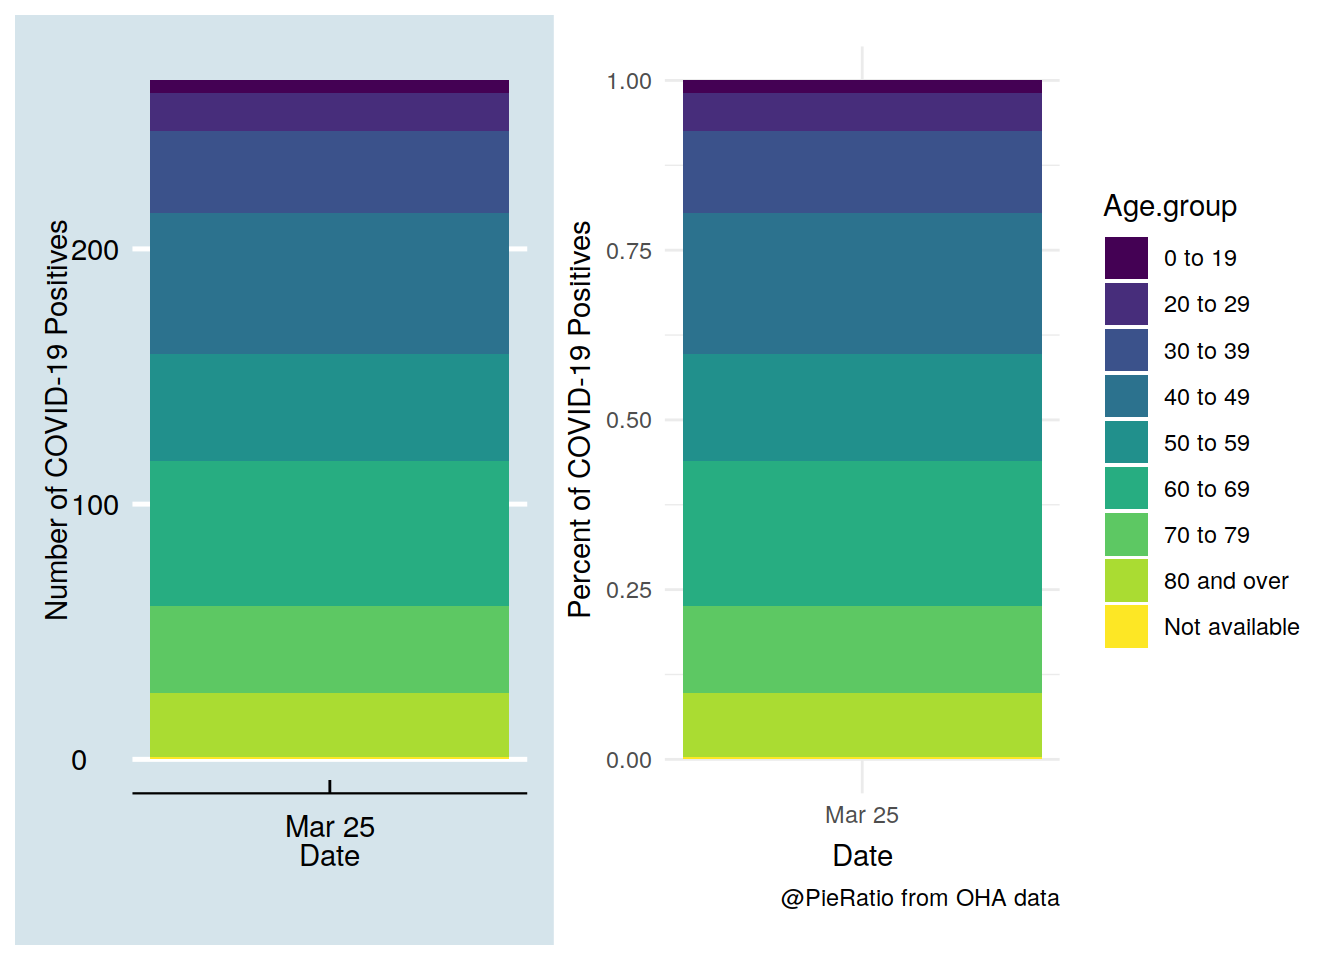 Number of COVID-19 Positives
200
100
0
Mar 25
Date
Percent of COVID-19 Positives
1.00
0.75
0.50
0.25
0.00
Mar 25
Date
@PieRatio from OHA data
Age.group
0 to 19
20 to 29
30 to 39
40 to 49
50 to 59
60 to 69
70 to 79
80 and over
Not available